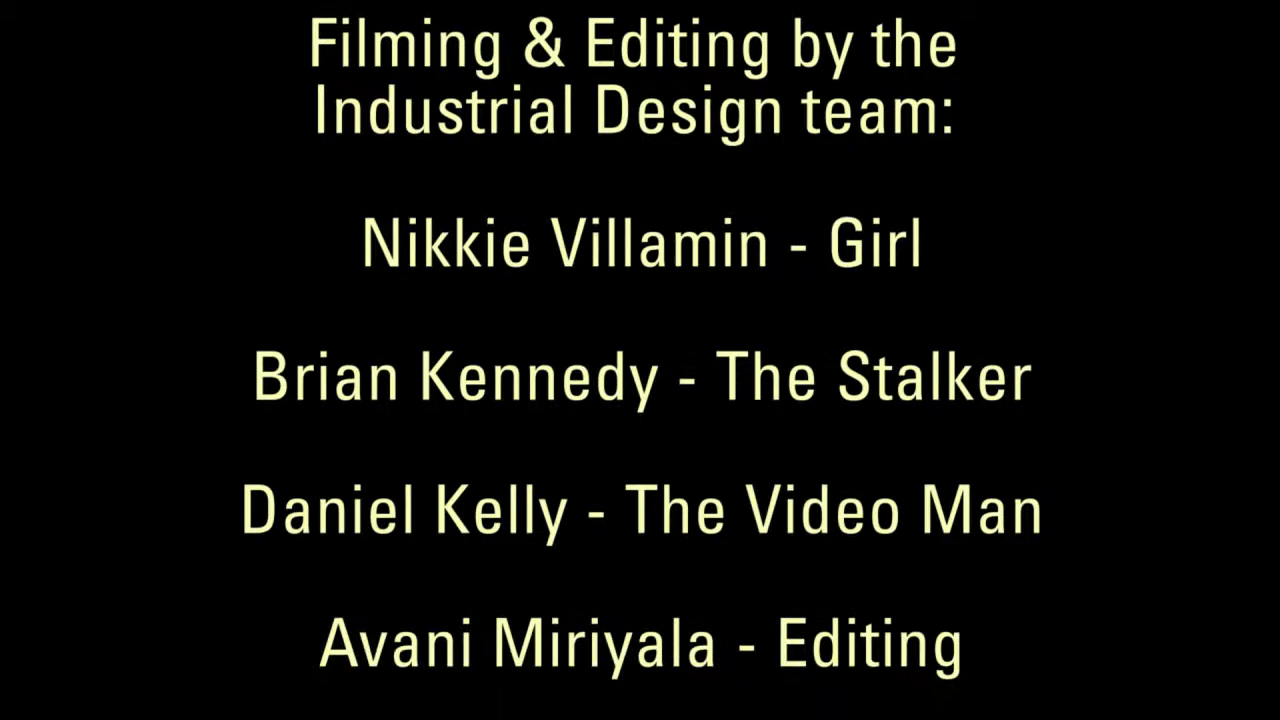 Filming & Editing by the
Industrial Design team:
Nikkie Villamin - Girl
Brian Kennedy - The Stalker
Daniel Kelly - The Video Man
Avani Miriyala - Editing